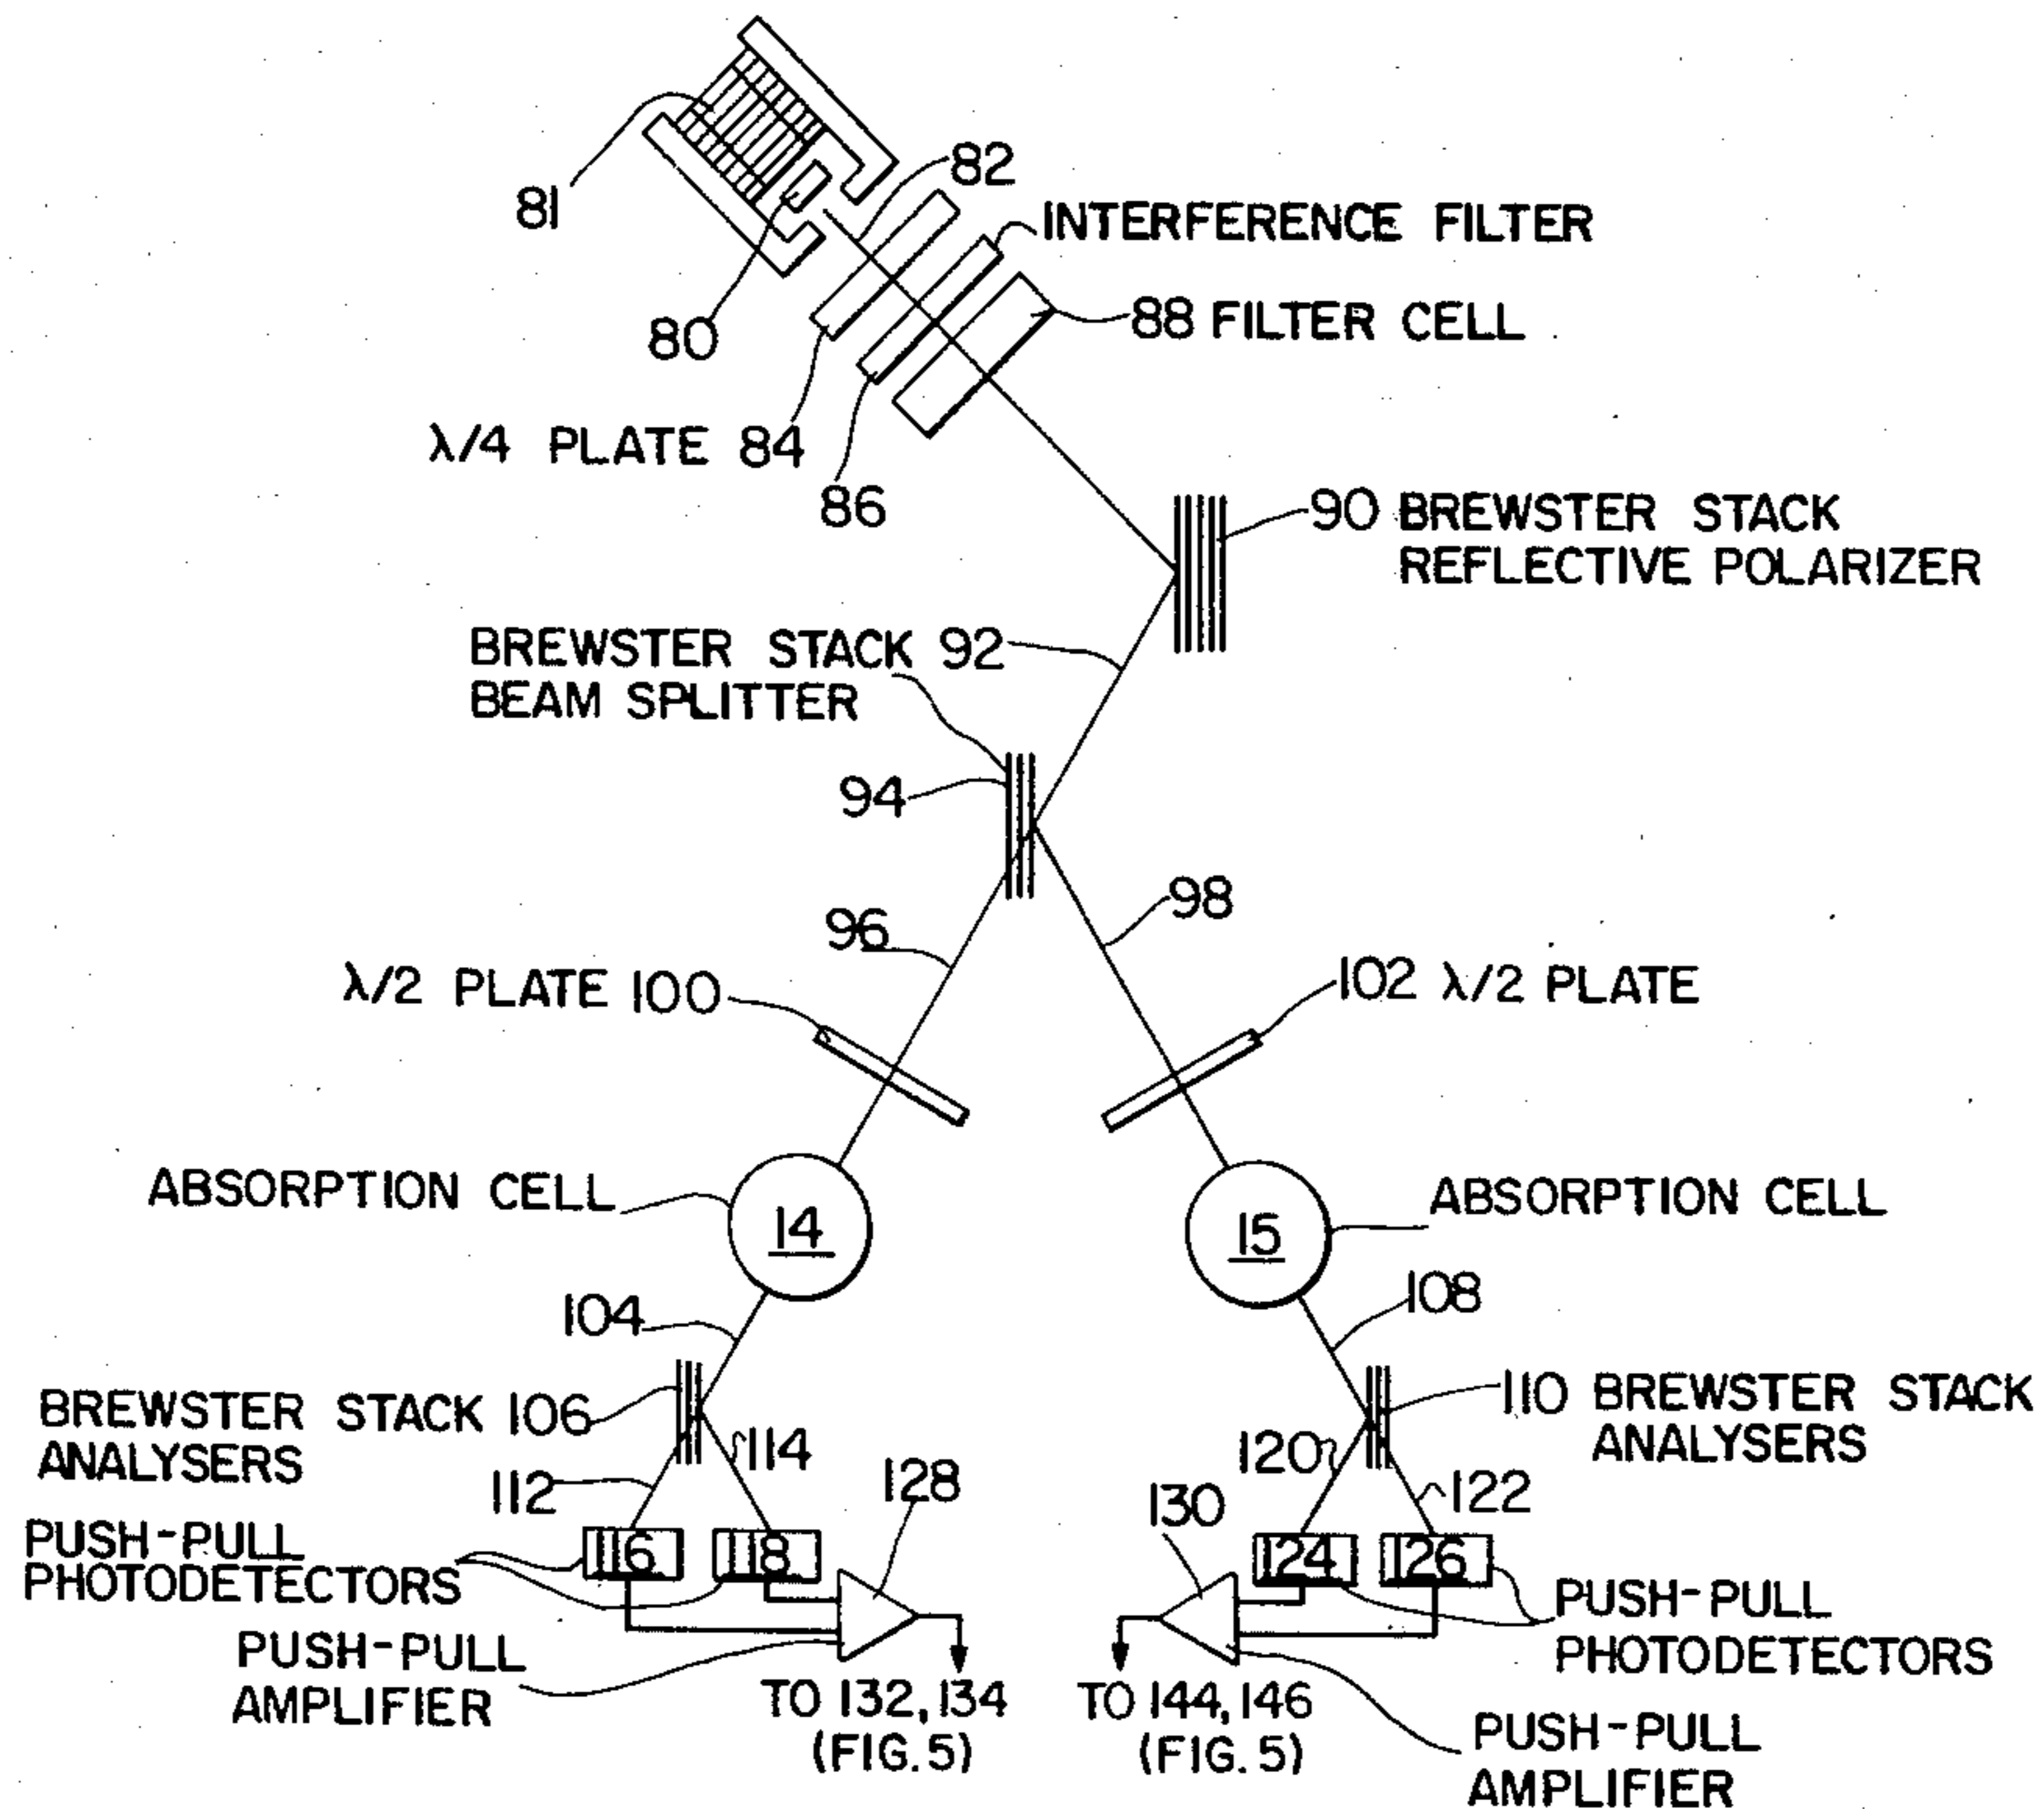 82
81
INTERFERENCE FILTER
80
88 FILTER CELL
λ/4 PLATE 84
86
90 BREWSTER STACK
REFLECTIVE POLARIZER
BREWSTER STACK 92
BEAM SPLITTER
94
98
96
λ/2 PLATE 100
102 λ/2 PLATE
ABSORPTION CELL
14
15
ABSORPTION CELL
104
108
BREWSTER STACK 106
ANALYSERS
110 BREWSTER STACK
ANALYSERS
114
120
112
128
130
122
PUSH-PULL
PHOTODETECTORS
116
118
124
126
PUSH-PULL
PHOTODETECTORS
PUSH-PULL
AMPLIFIER
TO 132, 134
(FIG. 5)
TO 144, 146
(FIG. 5)
PUSH-PULL
AMPLIFIER